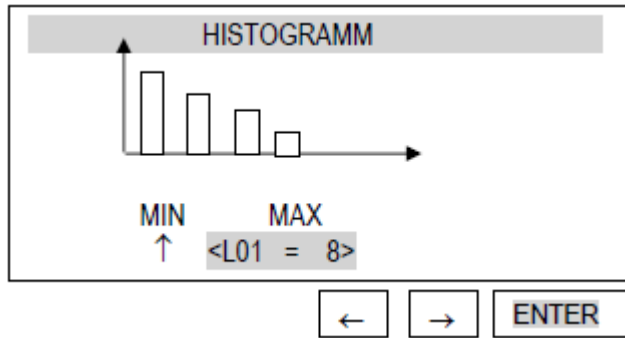 HISTOGRAMM
MIN MAX
↑ <L01 = 8>
← → ENTER